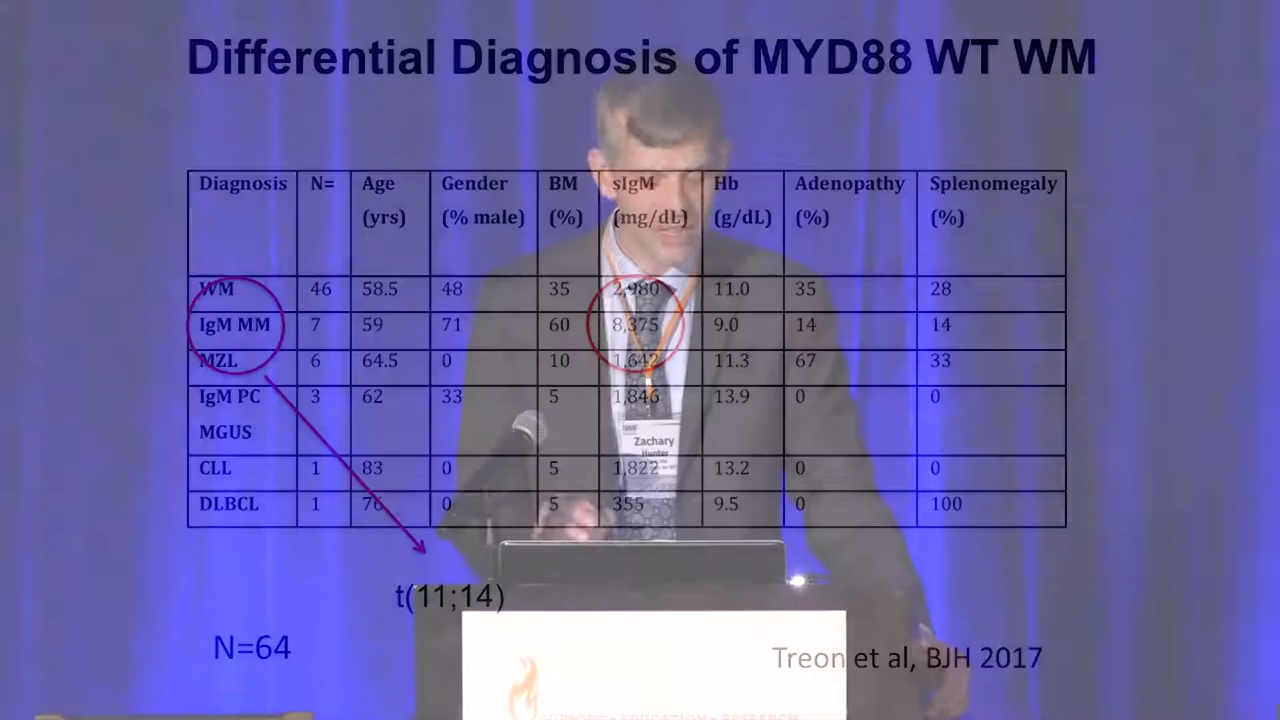 Differential Diagnosis of MYD88 WT WM
Diagnosis N= Age Gender BM sIgM Hb Adenopathy Splenomegaly
(yrs) (% male) (%) (mg/dL) (g/dL) (%) (%)
WM 46 58.5 48 35 2,980 11.0 35 28
IgM MM 7 59 71 60 8,375 9.0 14 14
MZL 6 64.5 0 10 1,642 11.3 67 33
IgM PC 3 62 33 5 1,846 13.9 0 0
MGUS
CLL 1 83 0 5 1,822 13.2 0 0
DLBCL 1 76 0 5 355 9.5 0 100
t(11;14)
N=64
Treon et al, BJH 2017
Zachary
Hunter
SUPPORT • EDUCATION • RESEARCH